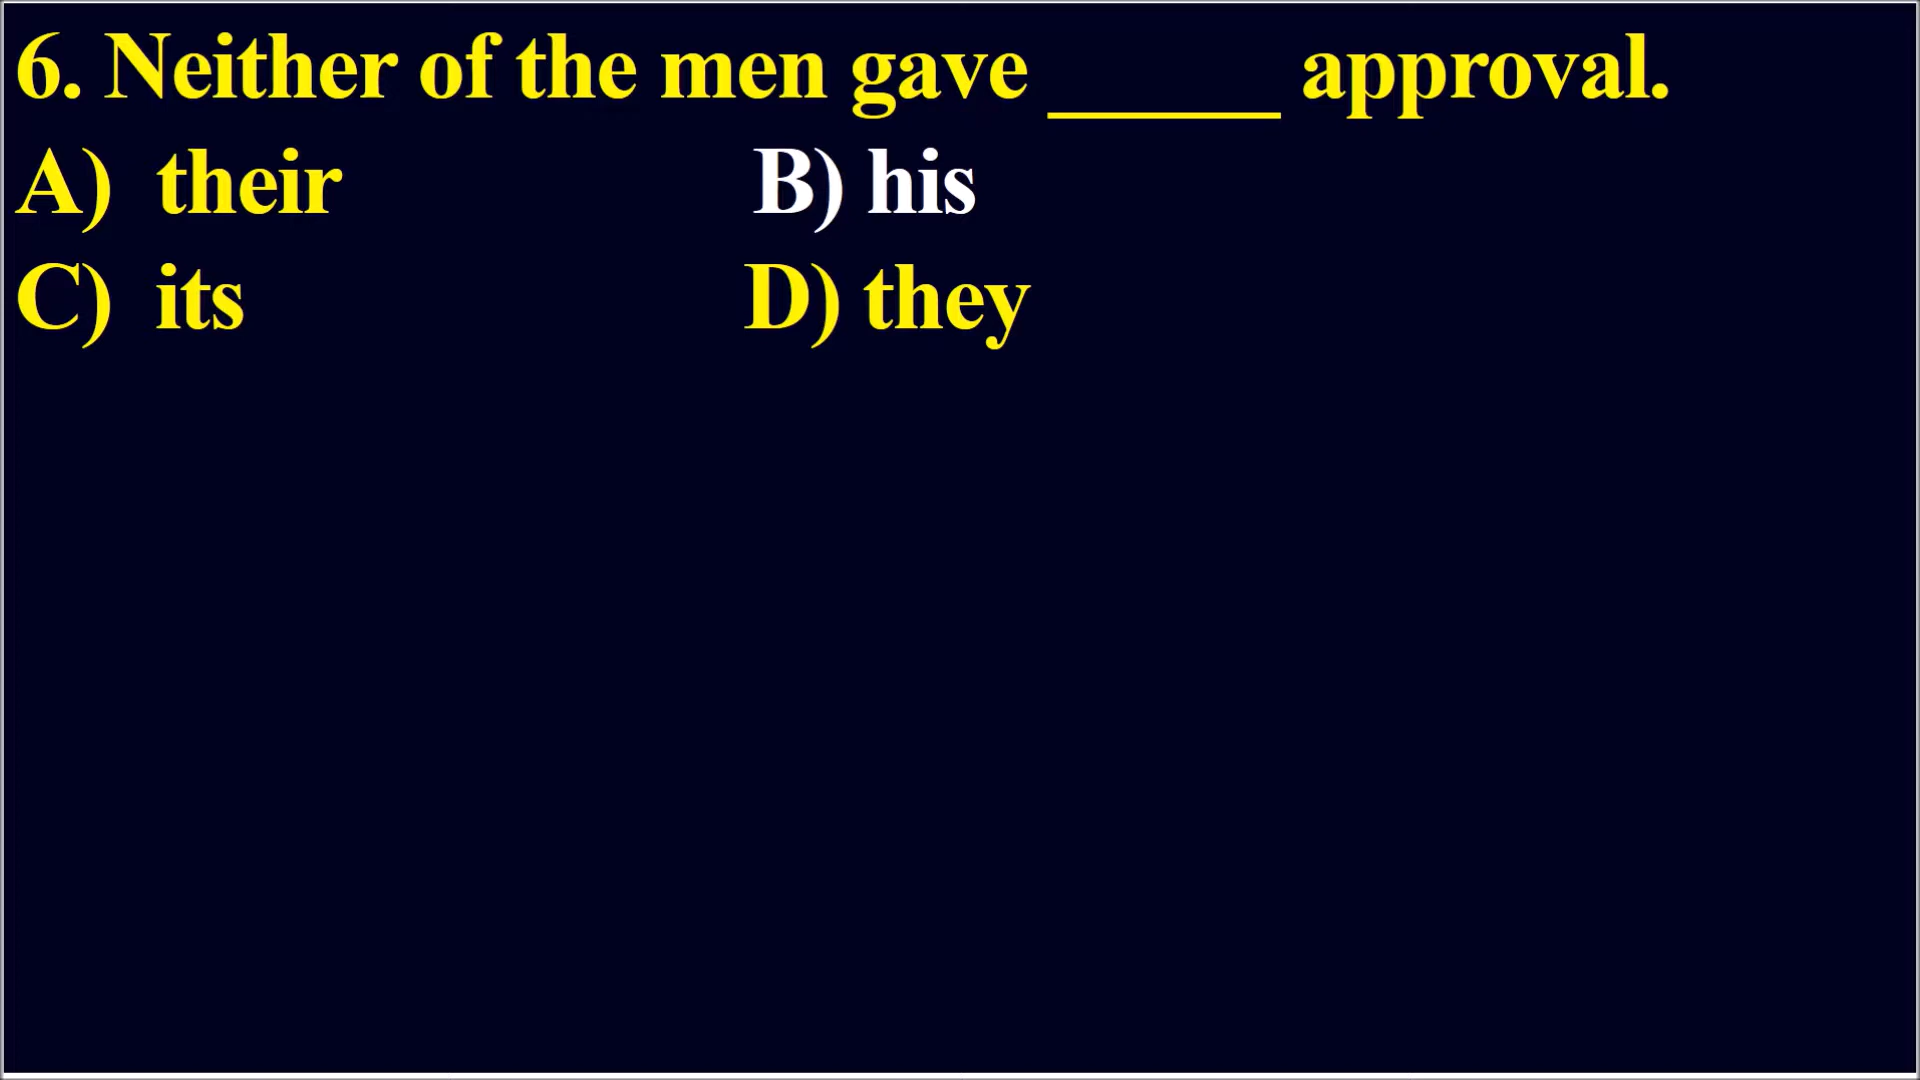 6. Neither of the men gave ______ approval.
A) their B) his
C) its D) they